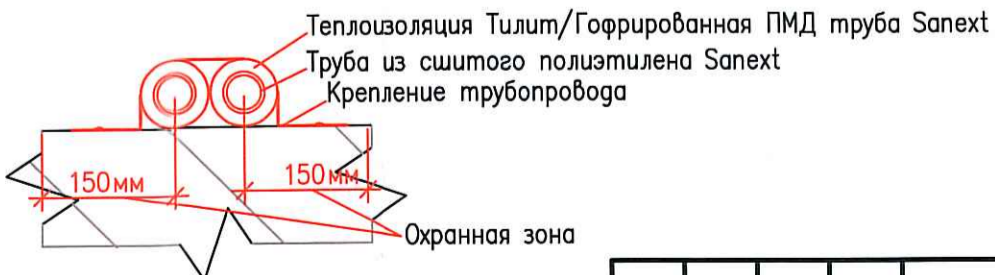 Теплоизоляция Тилит/Гофрированная ПМД труба Sanext
Труба из сшитого полиэтилена Sanext
Крепление трубопровода
150мм 150мм
Охранная зона